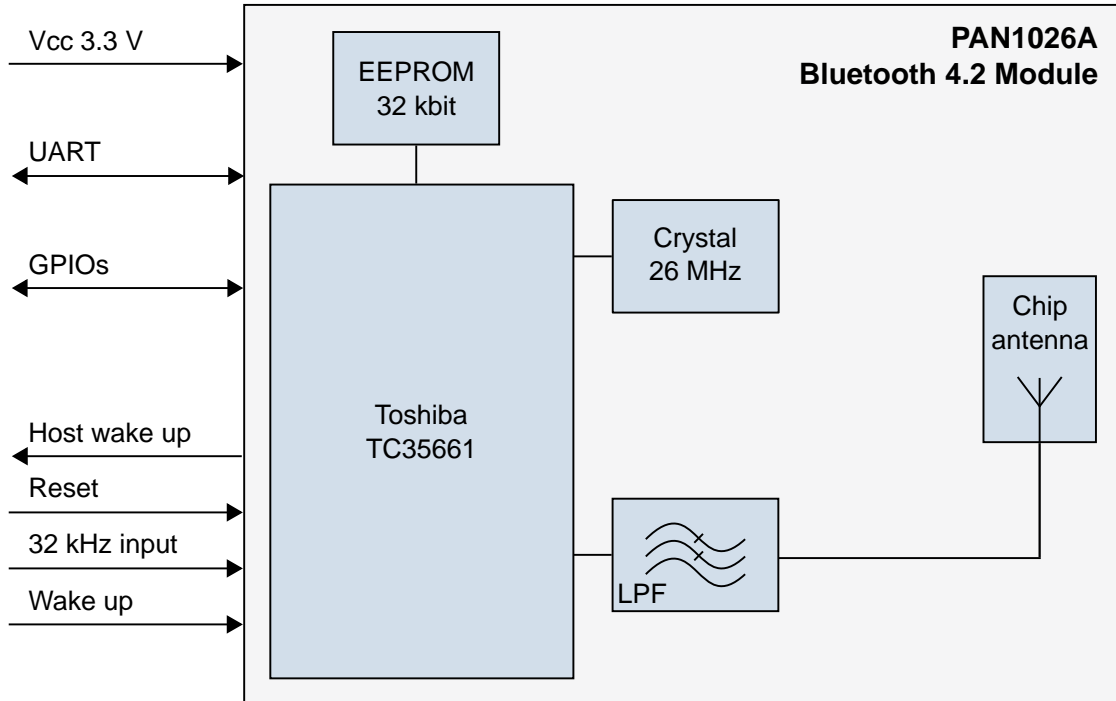 Vcc 3.3 V
UART
GPIOs
Host wake up
Reset
32 kHz input
Wake up
PAN1026A
Bluetooth 4.2 Module
EEPROM
32 kbit
Crystal
26 MHz
Toshiba
TC35661
Chip
antenna
LPF